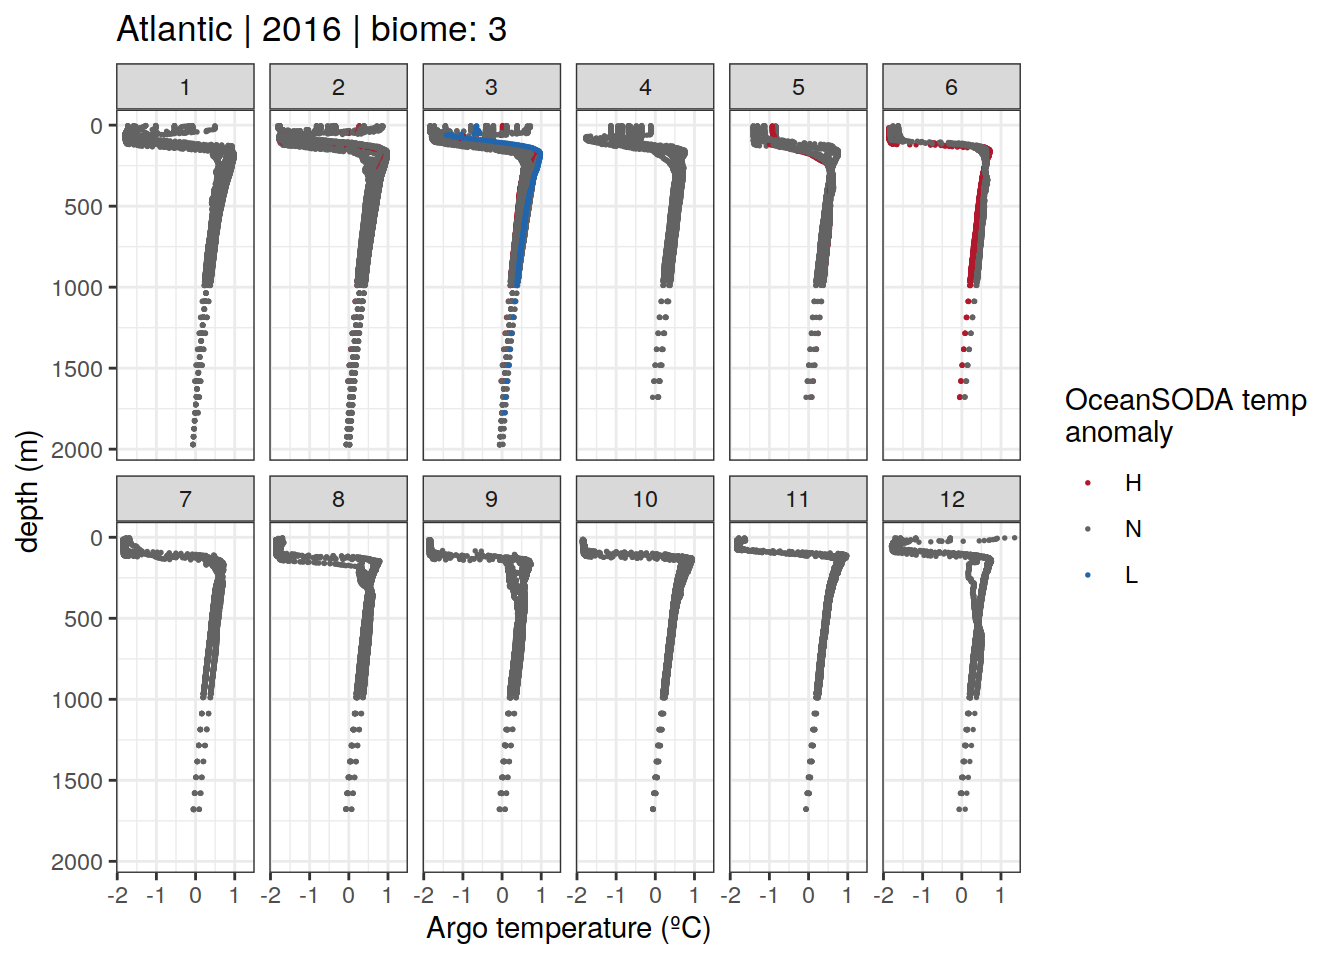 Atlantic | 2016 | biome: 3
1 2 3 4 5 6
0
500
1000
1500
2000
7 8 9 10 11 12
0
500
1000
1500
2000
-2 -1 0 1 -2 -1 0 1 -2 -1 0 1 -2 -1 0 1 -2 -1 0 1 -2 -1 0 1
Argo temperature (ºC)
depth (m)
OceanSODA temp
anomaly
H
N
L